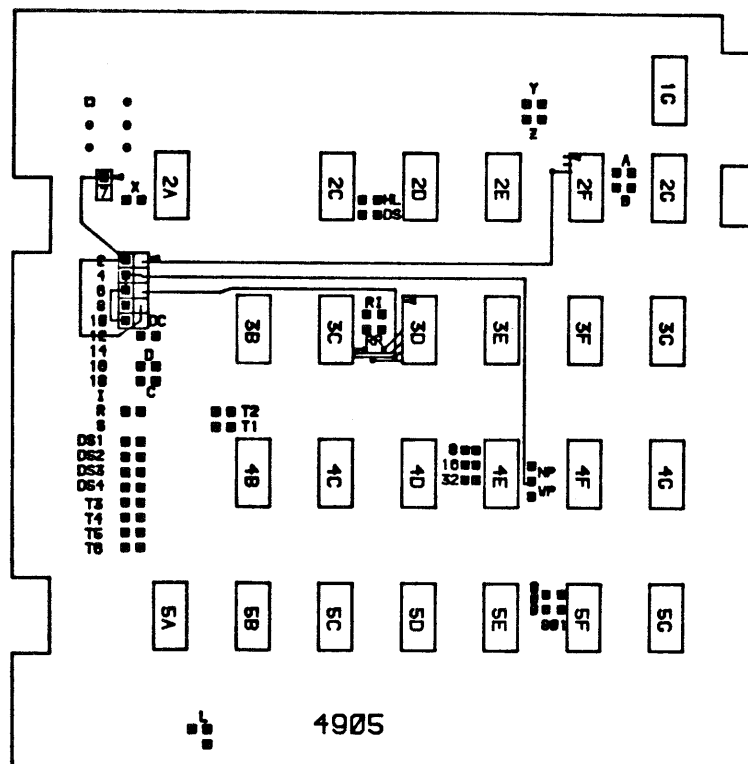 Y
1G
Z
A
2A
2C
2D
2E
2F
2G
7
X
HL
DS
B
2
4
6
8
10
12
14
16
18
DC
D
C
RI
3B
3C
3D
3E
3F
3G
I
R
S
T2
T1
DS1
DS2
DS3
DS4
T3
T4
T5
T6
4B
4C
4D
8
16
32
4E
NP
WP
4F
4G
5A
5B
5C
5D
5E
5F
5G
L
4905